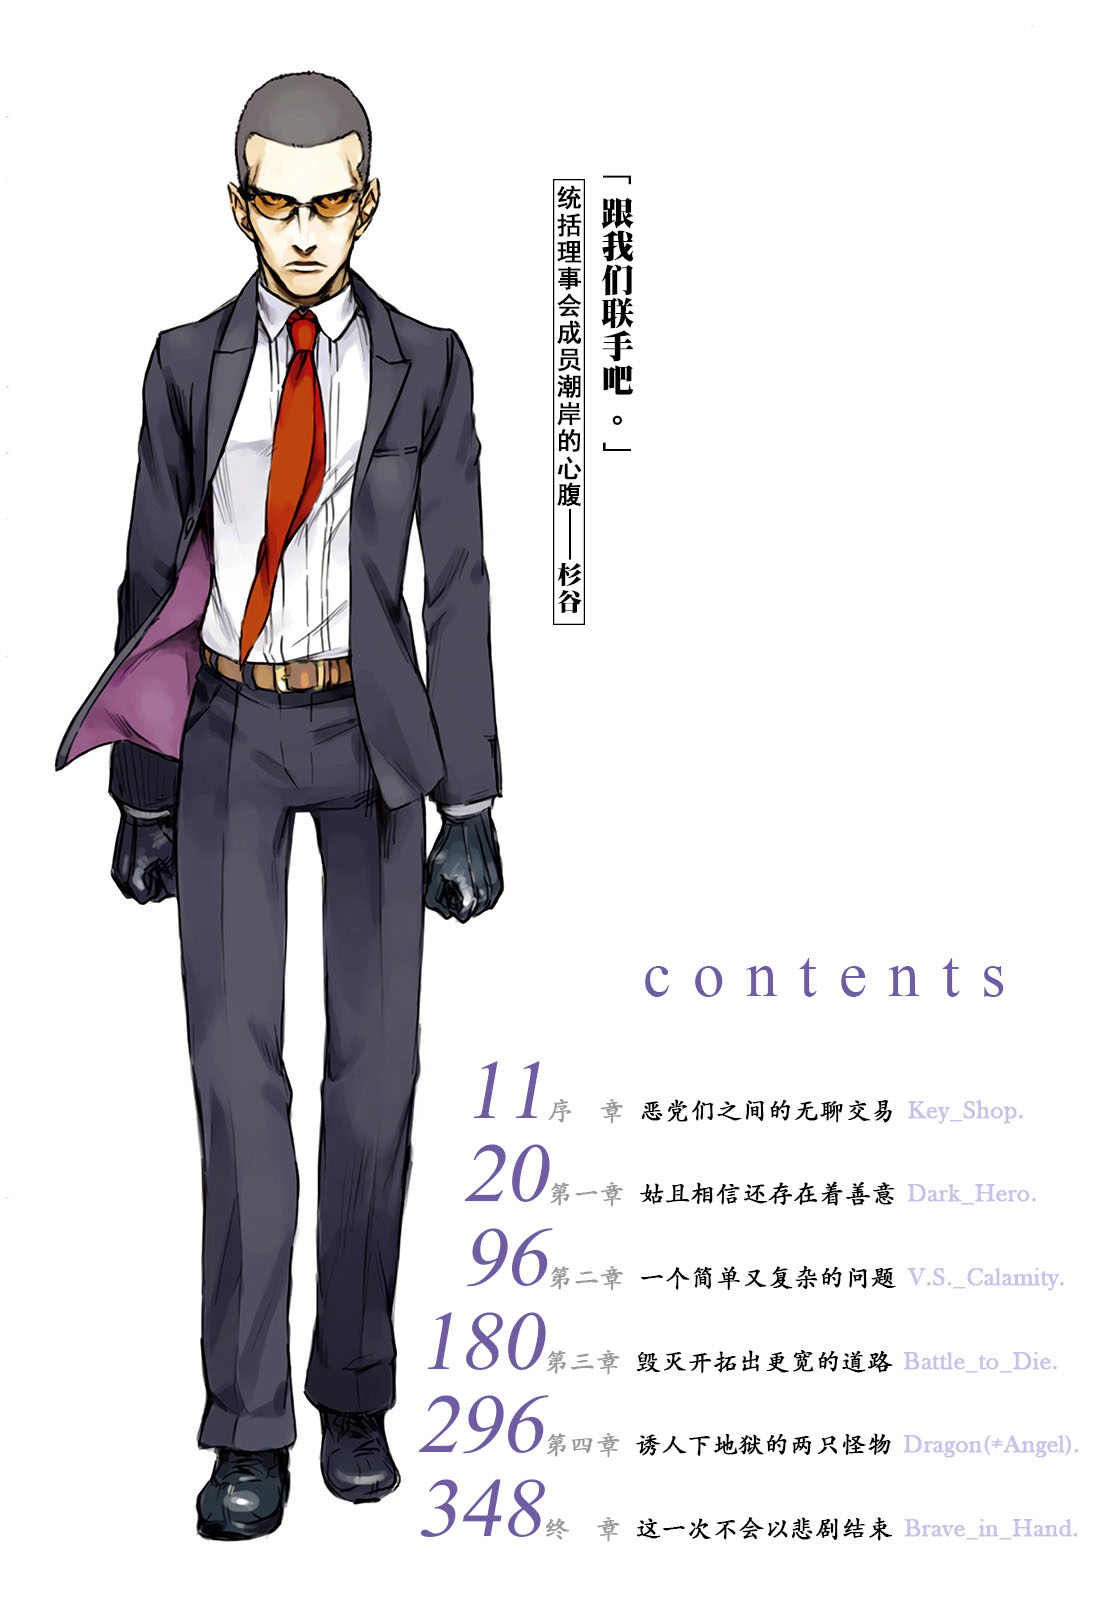 「跟我们联手吧。」
统括理事会成员潮岸的心腹——杉谷
contents
11 序 章 恶党们之间的无聊交易 Key_Shop.
20 第一章 姑且相信还存在着善意 Dark_Hero.
96 第二章 一个简单又复杂的问题 V.S._Calamity.
180 第三章 毁灭开拓出更宽的道路 Battle_to_Die.
296 第四章 诱人下地狱的两只怪物 Dragon(≠Angel).
348 终 章 这一次不会以悲剧结束 Brave_in_Hand.